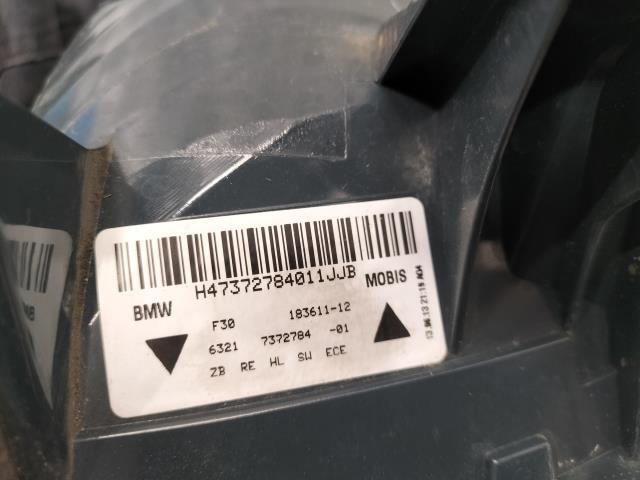 H47372784011JJB
BMW
MOBIS
F30 183611-12
6321 7372784 -01
ZB RE HL SW ECE